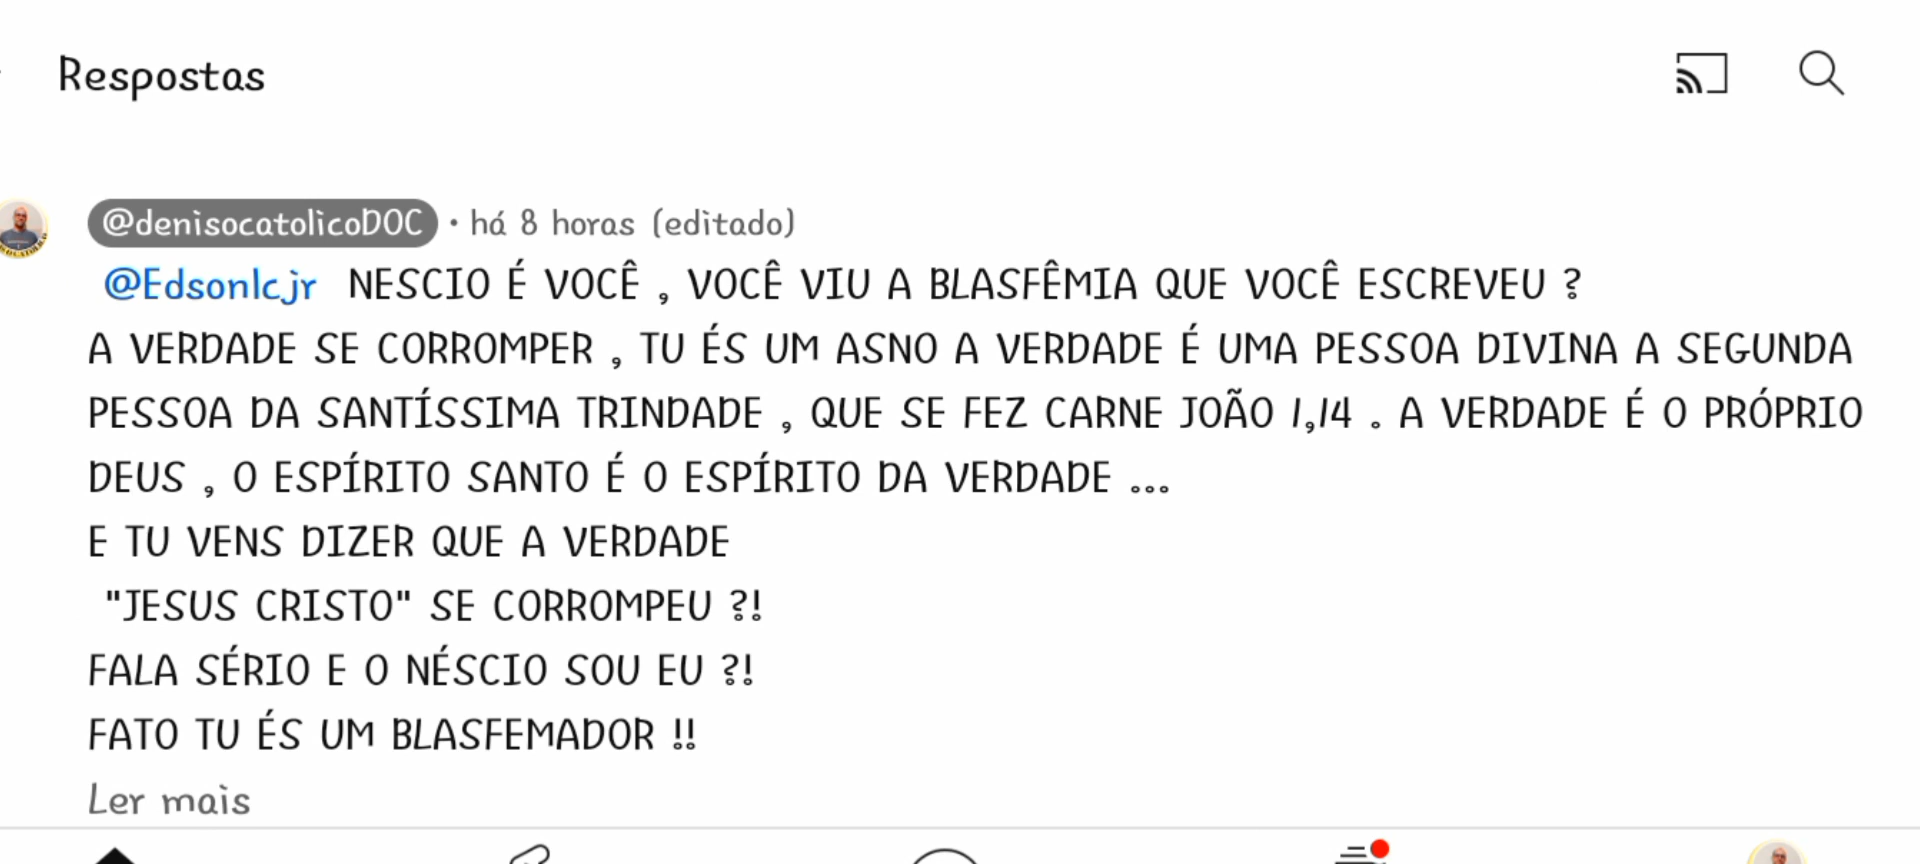 Respostas
@denisocatolicoDOC • há 8 horas (editado)
@Edsonlcjr NESCIO É VOCÊ , VOCÊ VIU A BLASFÊMIA QUE VOCÊ ESCREVEU ?
A VERDADE SE CORROMPER , TU ÉS UM ASNO A VERDADE É UMA PESSOA DIVINA A SEGUNDA
PESSOA DA SANTÍSSIMA TRINDADE , QUE SE FEZ CARNE JOÃO 1,14 . A VERDADE É O PRÓPRIO
DEUS , O ESPÍRITO SANTO É O ESPÍRITO DA VERDADE ...
E TU VENS DIZER QUE A VERDADE
"JESUS CRISTO" SE CORROMPEU ?!
FALA SÉRIO E O NÉSCIO SOU EU ?!
FATO TU ÉS UM BLASFEMADOR !!
Ler mais